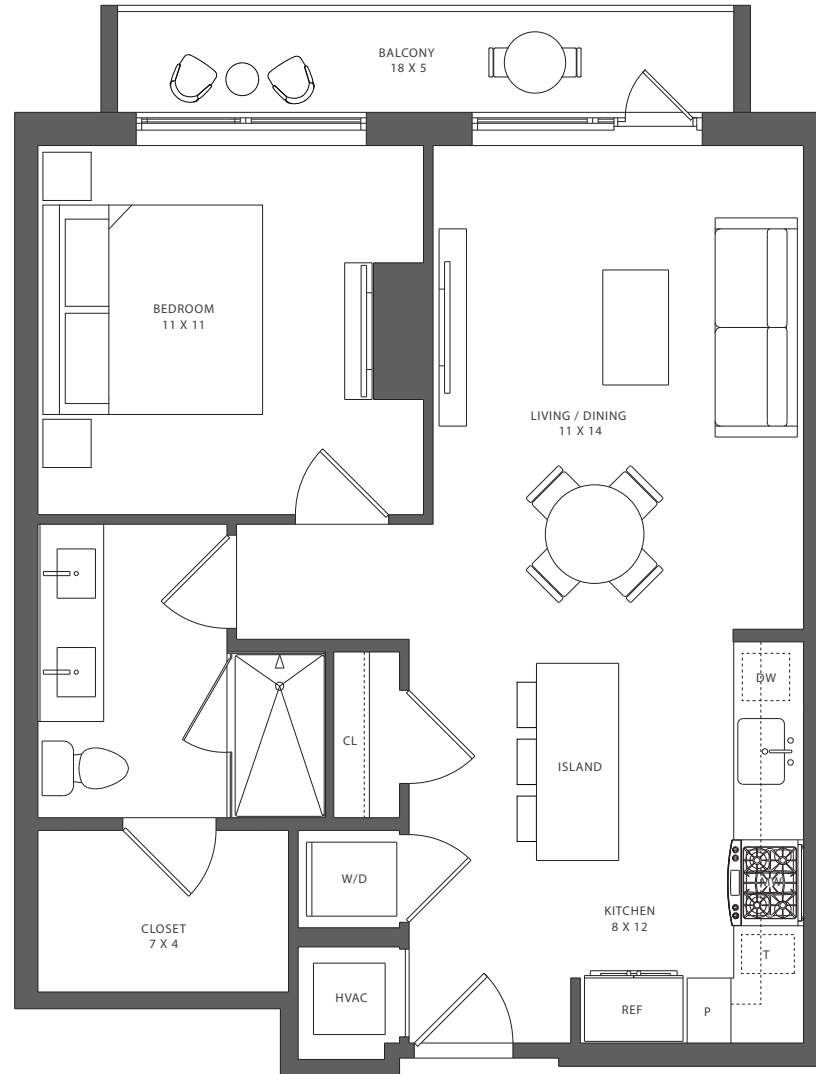 BALCONY
18 X 5
BEDROOM
11 X 11
LIVING / DINING
11 X 14
DW
CL
ISLAND
MW
W/D
KITCHEN
8 X 12
CLOSET
7 X 4
T
HVAC
REF
P